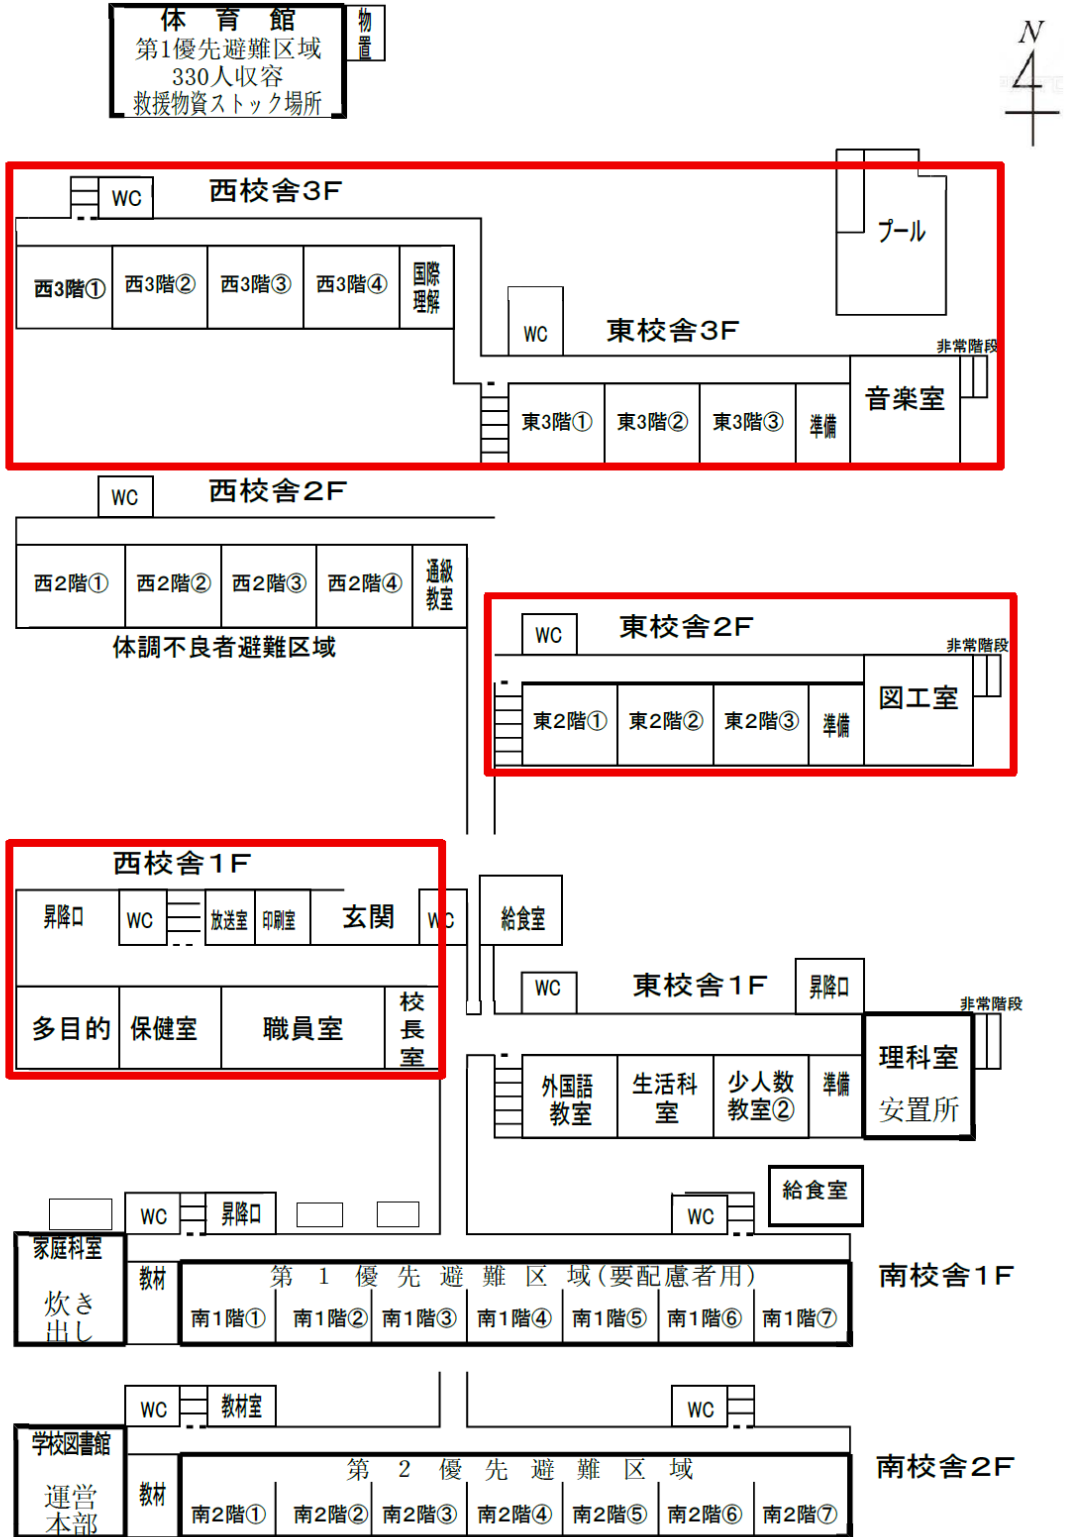 体 育 館
第1優先避難区域
330人収容
救援物資ストック場所
物置
N
西校舎3F
WC
プール
西3階①
西3階②
西3階③
西3階④
国際
理解
WC
東校舎3F
非常階段
東3階①
東3階②
東3階③
準備
音楽室
WC
西校舎2F
西2階①
西2階②
西2階③
西2階④
通級
教室
体調不良者避難区域
WC
東校舎2F
非常階段
東2階①
東2階②
東2階③
準備
図工室
西校舎1F
昇降口
WC
放送室
印刷室
玄関
WC
給食室
多目的
保健室
職員室
校長室
WC
東校舎1F
昇降口
非常階段
外国語
教室
生活科
室
少人数
教室②
準備
理科室
安置所
給食室
WC
昇降口
WC
南校舎1F
家庭科室
炊き
出し
教材
第 1 優 先 避 難 区 域(要配慮者用)
南1階①
南1階②
南1階③
南1階④
南1階⑤
南1階⑥
南1階⑦
WC
教材室
WC
南校舎2F
学校図書館
運営
本部
教材
第 2 優 先 避 難 区 域
南2階①
南2階②
南2階③
南2階④
南2階⑤
南2階⑥
南2階⑦